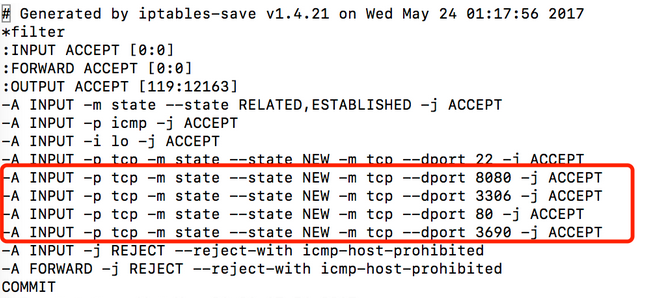 # Generated by iptables-save v1.4.21 on Wed May 24 01:17:56 2017
*filter
:INPUT ACCEPT [0:0]
:FORWARD ACCEPT [0:0]
:OUTPUT ACCEPT [119:12163]
-A INPUT -m state --state RELATED,ESTABLISHED -j ACCEPT
-A INPUT -p icmp -j ACCEPT
-A INPUT -i lo -j ACCEPT
-A INPUT -p tcp -m state --state NEW -m tcp --dport 22 -j ACCEPT
-A INPUT -p tcp -m state --state NEW -m tcp --dport 8080 -j ACCEPT
-A INPUT -p tcp -m state --state NEW -m tcp --dport 3306 -j ACCEPT
-A INPUT -p tcp -m state --state NEW -m tcp --dport 80 -j ACCEPT
-A INPUT -p tcp -m state --state NEW -m tcp --dport 3690 -j ACCEPT
-A INPUT -j REJECT --reject-with icmp-host-prohibited
-A FORWARD -j REJECT --reject-with icmp-host-prohibited
COMMIT